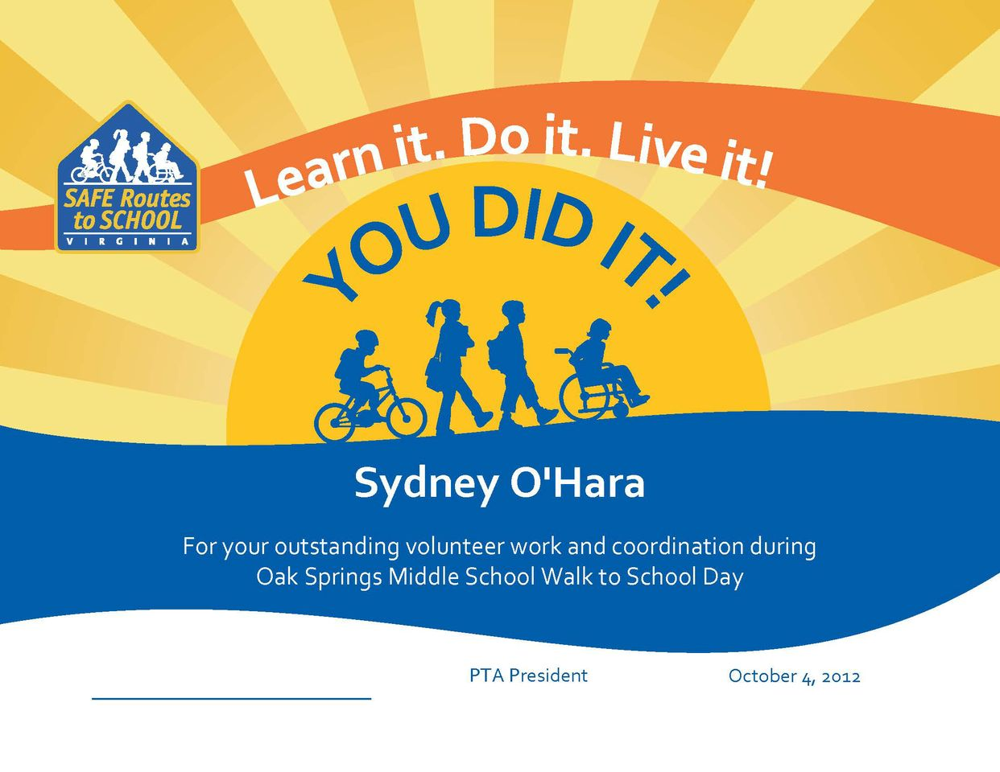 Learn it. Do it. Live it!
SAFE Routes
to SCHOOL
VIRGINIA
YOU DID IT!
Sydney O'Hara
For your outstanding volunteer work and coordination during
Oak Springs Middle School Walk to School Day
PTA President
October 4, 2012